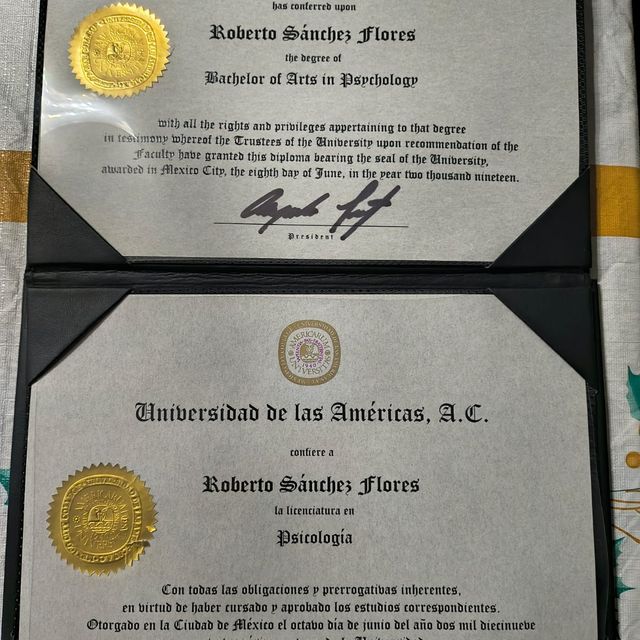 has conferred upon
Roberto Sánchez Flores
the degree of
Bachelor of Arts in Psychology
with all the rights and privileges appertaining to that degree
in testimony whereof the Trustees of the University upon recommendation of the
Faculty have granted this diploma bearing the seal of the University,
awarded in Mexico City, the eighth day of June, in the year two thousand nineteen.
President
1940
Universidad de las Américas, A.C.
confiere a
Roberto Sánchez Flores
la licenciatura en
Psicología
Con todas las obligaciones y prerrogativas inherentes,
en virtud de haber cursado y aprobado los estudios correspondientes.
Otorgado en la Ciudad de México el octavo día de junio del año dos mil diecinueve